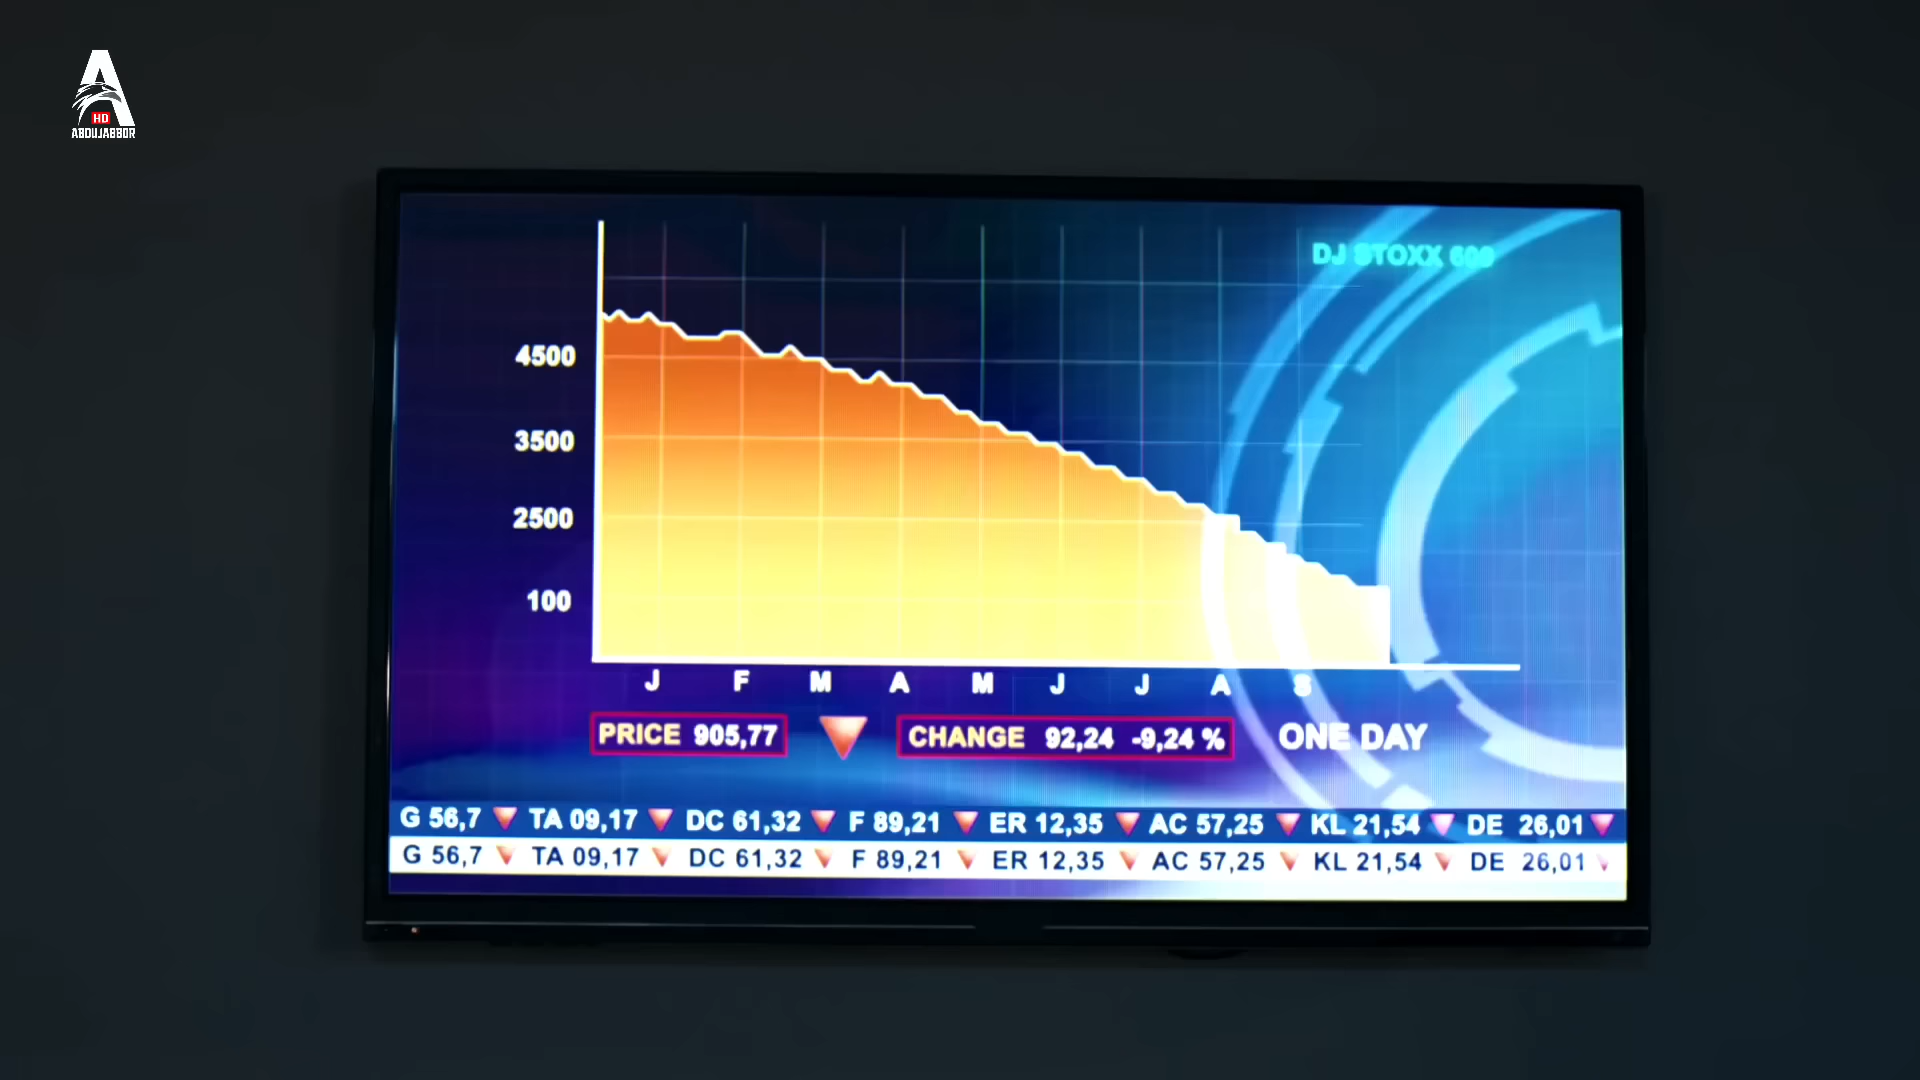 A
HD
ABDUJABBOR
DJ STOXX 600
4500
3500
2500
100
J F M A M J J A S
PRICE 905,77 CHANGE 92,24 -9,24 % ONE DAY
G 56,7 TA 09,17 DC 61,32 F 89,21 ER 12,35 AC 57,25 KL 21,54 DE 26,01
G 56,7 TA 09,17 DC 61,32 F 89,21 ER 12,35 AC 57,25 KL 21,54 DE 26,01